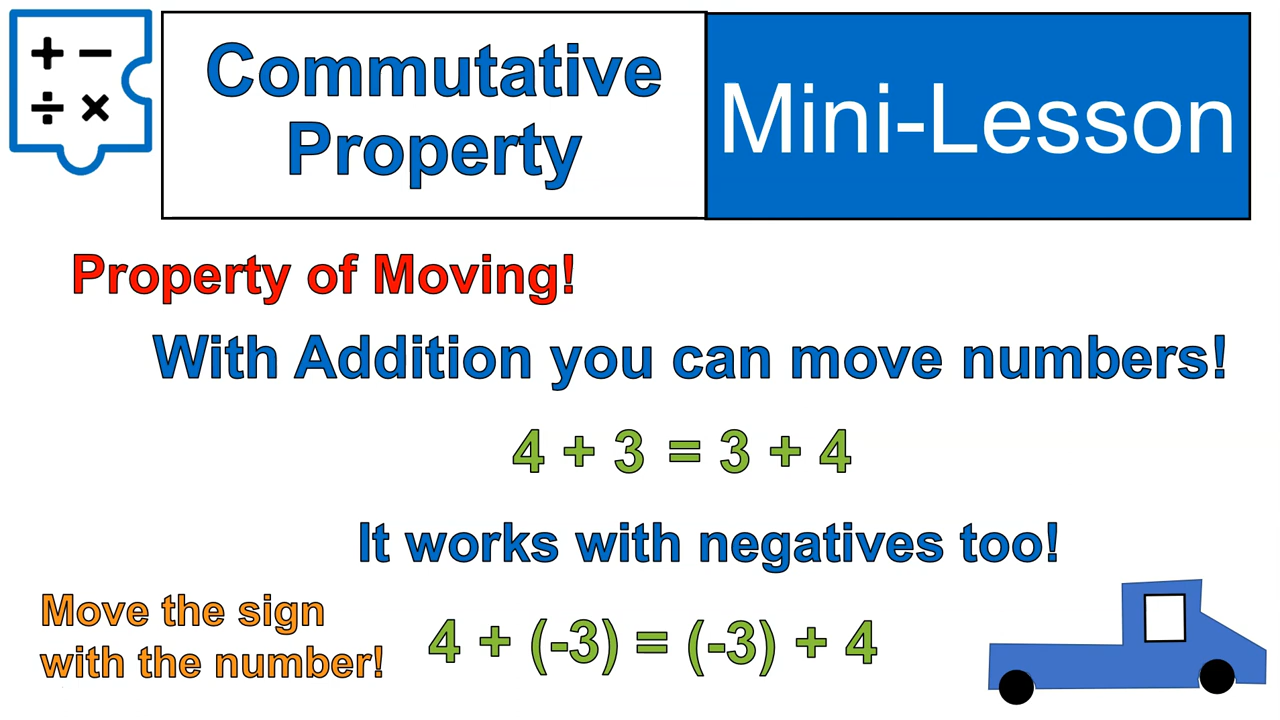 + −
÷ ×
Commutative
Property
Mini-Lesson
Property of Moving!
With Addition you can move numbers!
4 + 3 = 3 + 4
It works with negatives too!
Move the sign
with the number!
4 + (-3) = (-3) + 4